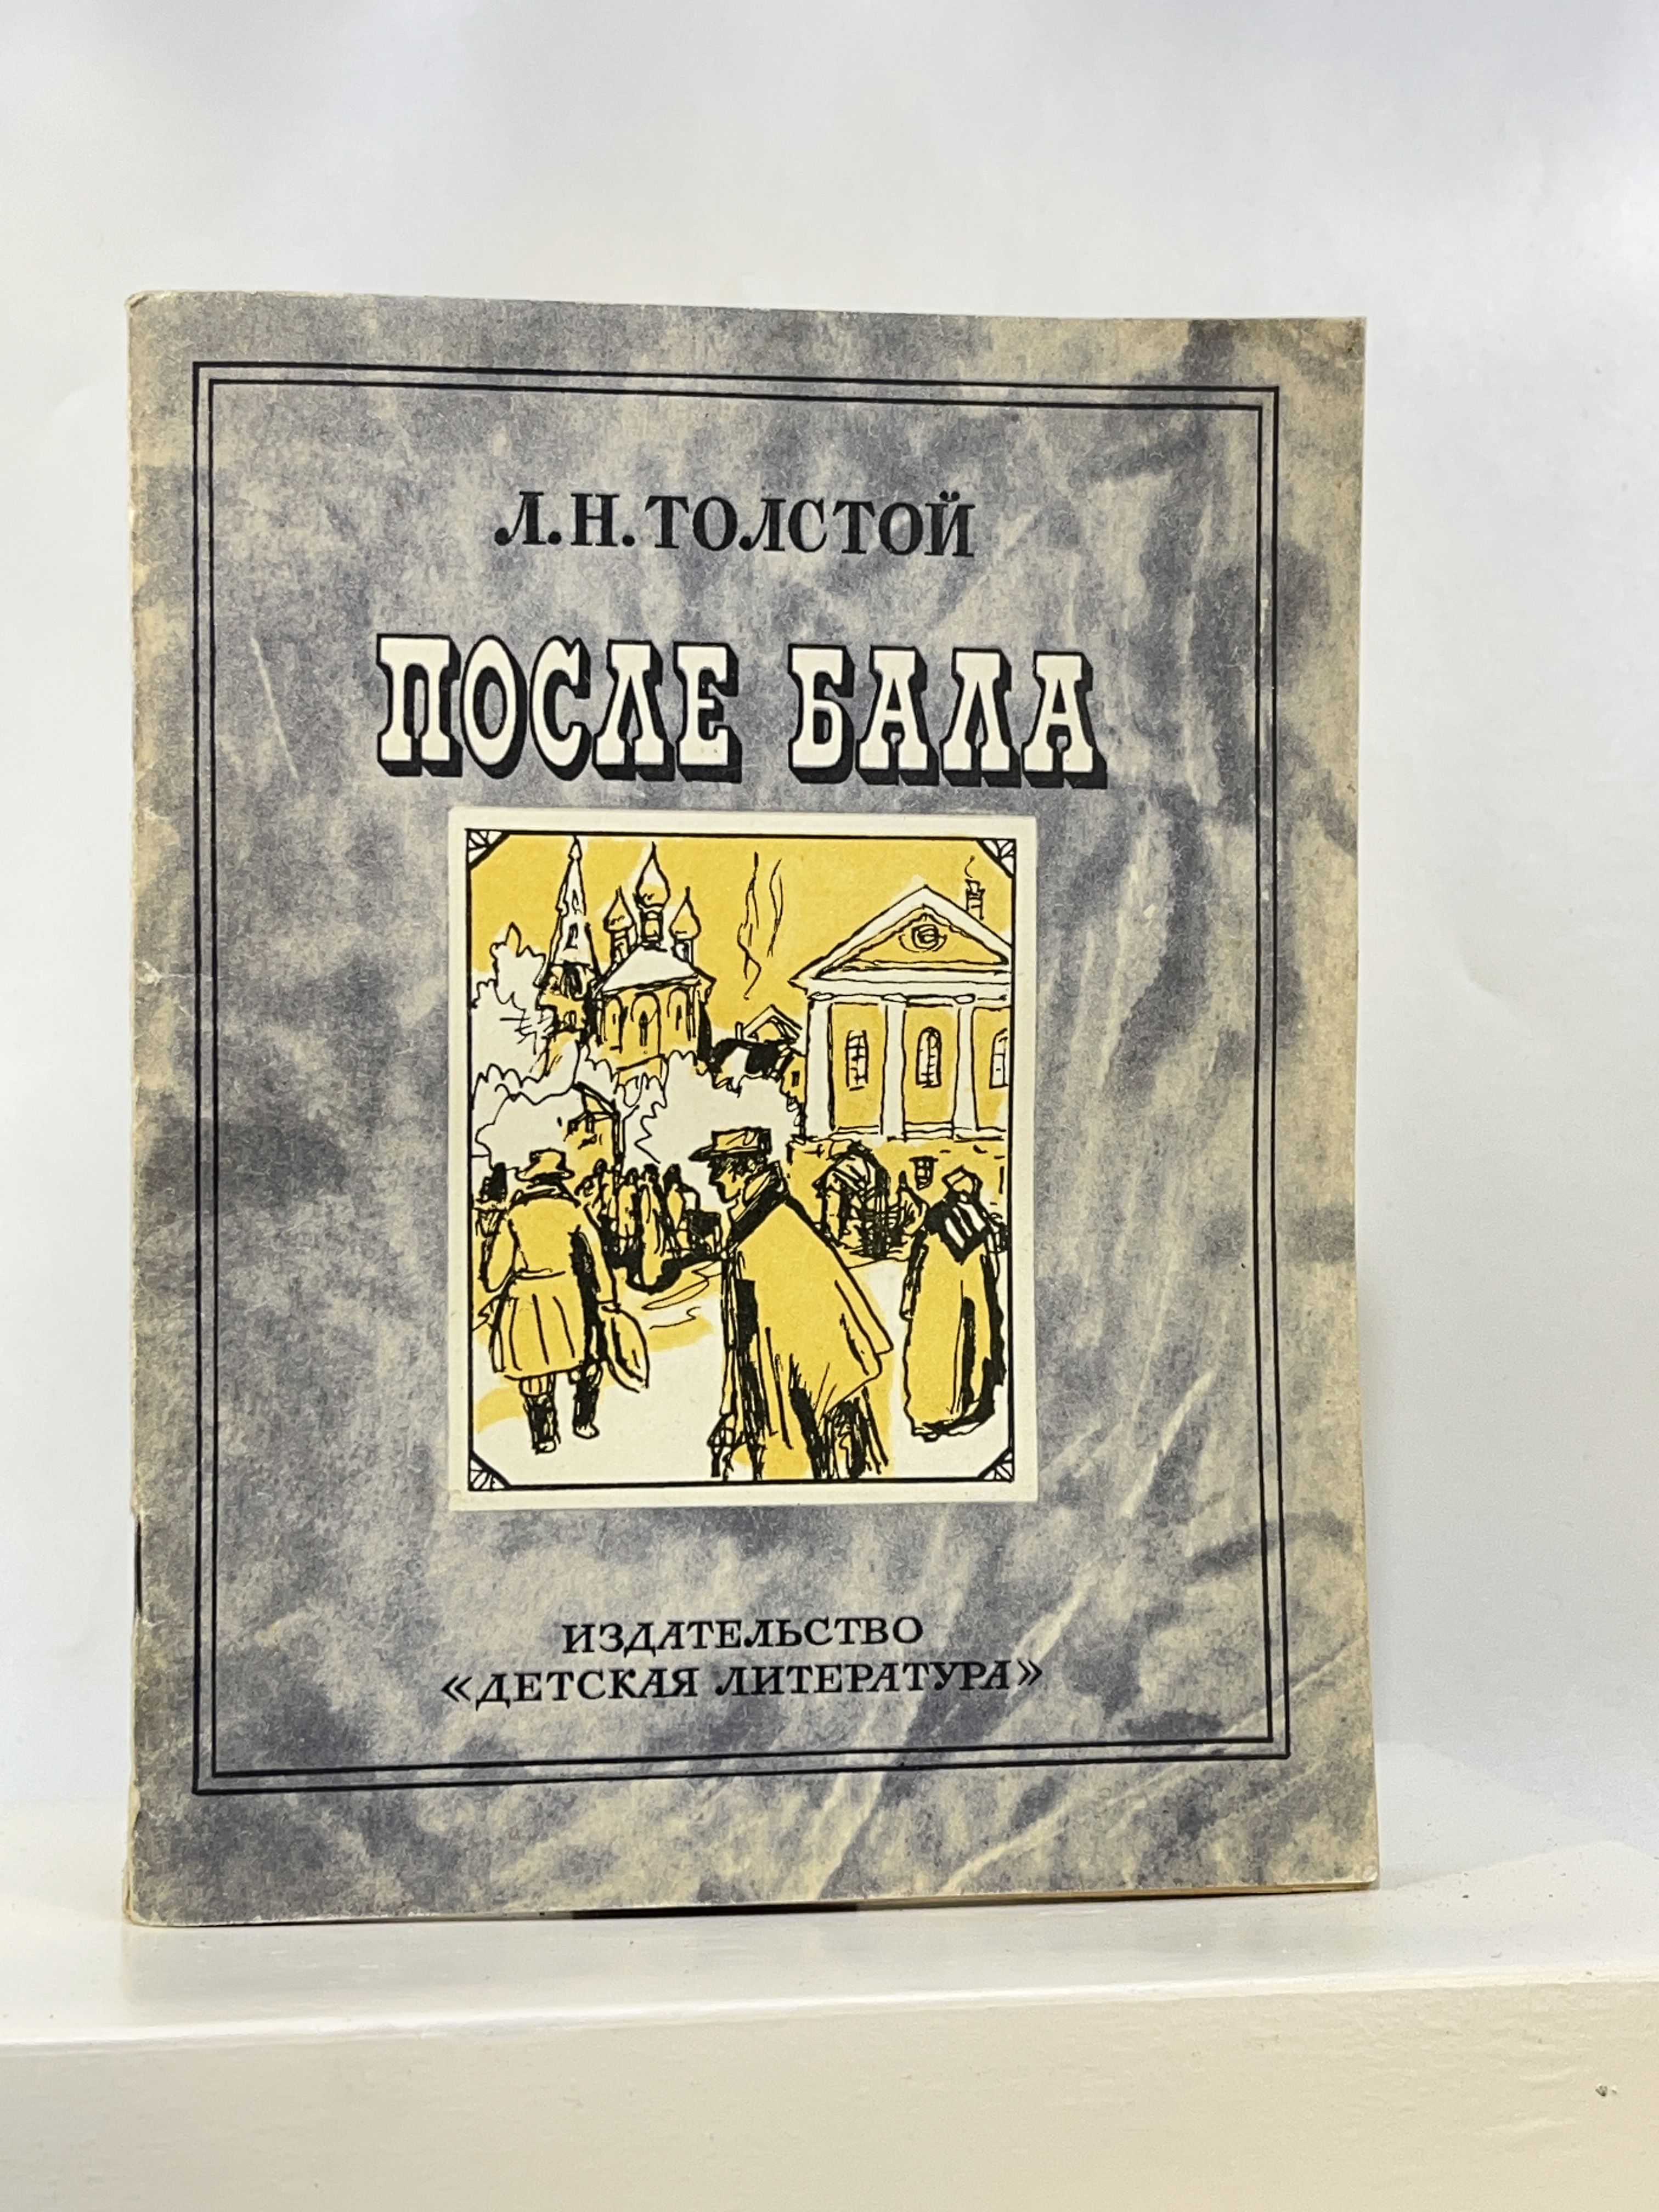 Л.Н.ТОЛСТОЙ
ПОСЛЕ БАЛА
ИЗДАТЕЛЬСТВО
«ДЕТСКАЯ ЛИТЕРАТУРА»